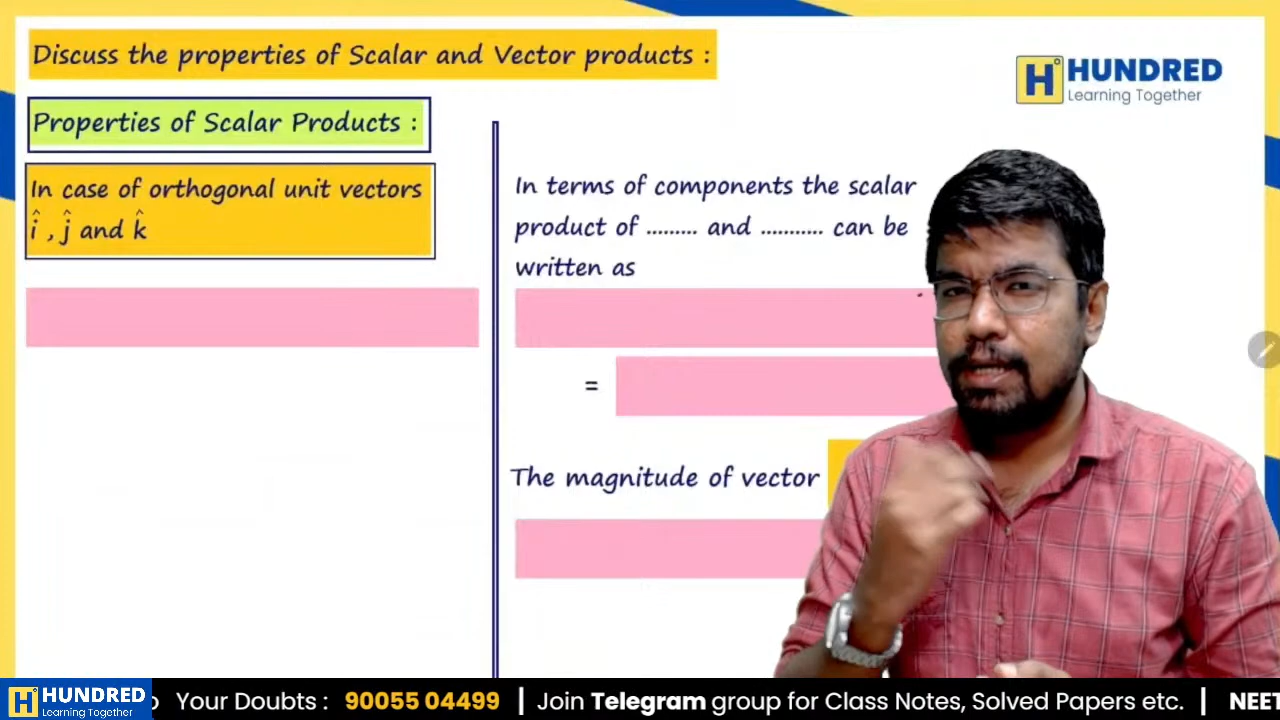 Discuss the properties of Scalar and Vector products :
H° HUNDRED
Learning Together
Properties of Scalar Products :
In case of orthogonal unit vectors
î , ĵ and k̂
In terms of components the scalar
product of ......... and ........... can be
written as
=
The magnitude of vector
H° HUNDRED
Learning Together
Your Doubts : 90055 04499 | Join Telegram group for Class Notes, Solved Papers etc. | NEET